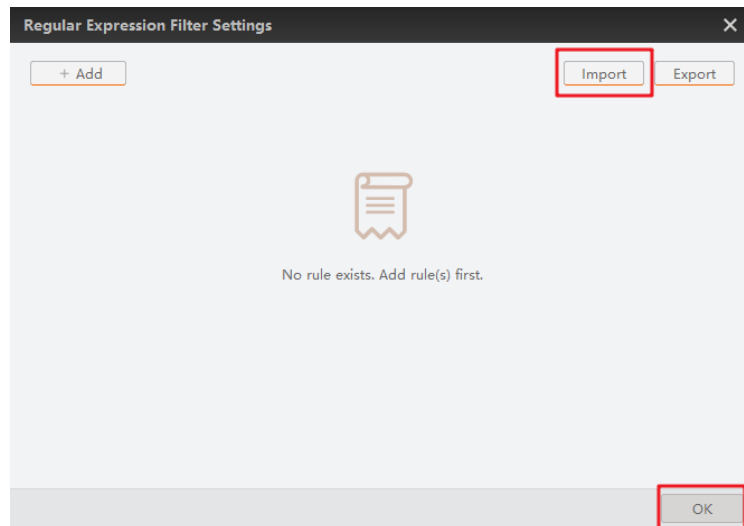 Regular Expression Filter Settings
+ Add
Import
Export
No rule exists. Add rule(s) first.
OK